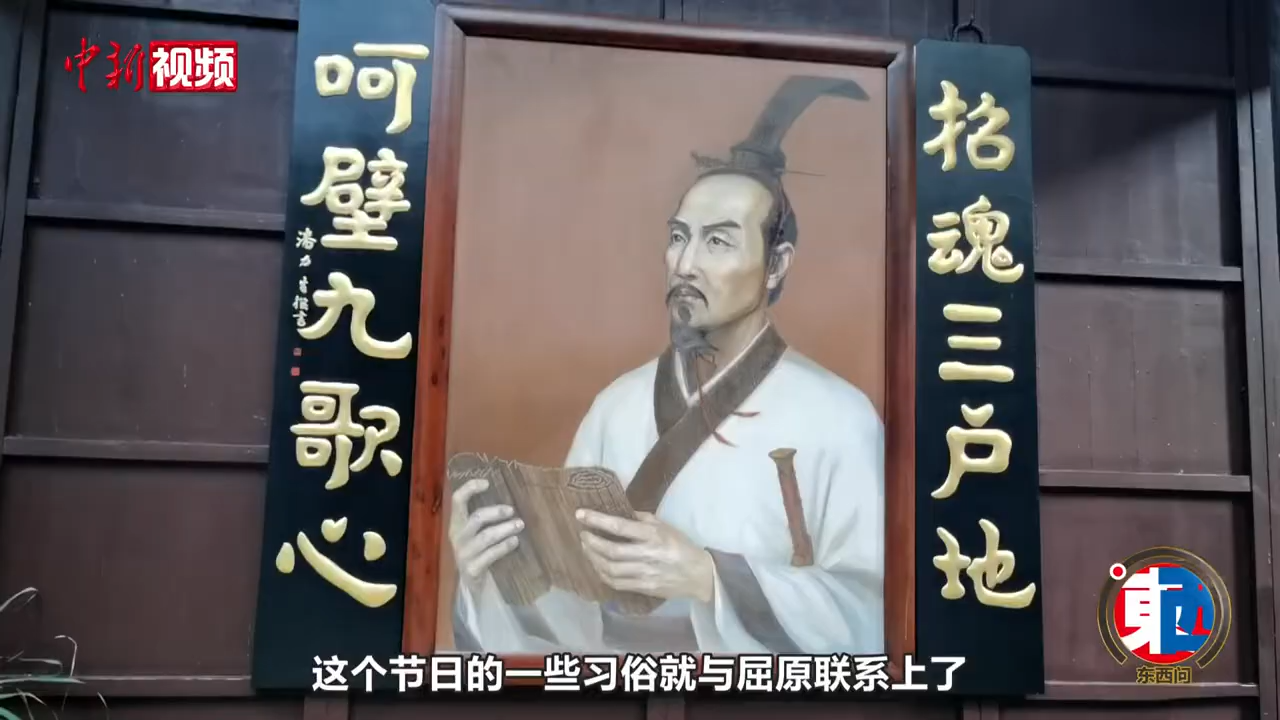 中新视频
招魂三户地
呵壁九歌心
这个节日的一些习俗就与屈原联系上了
东西问